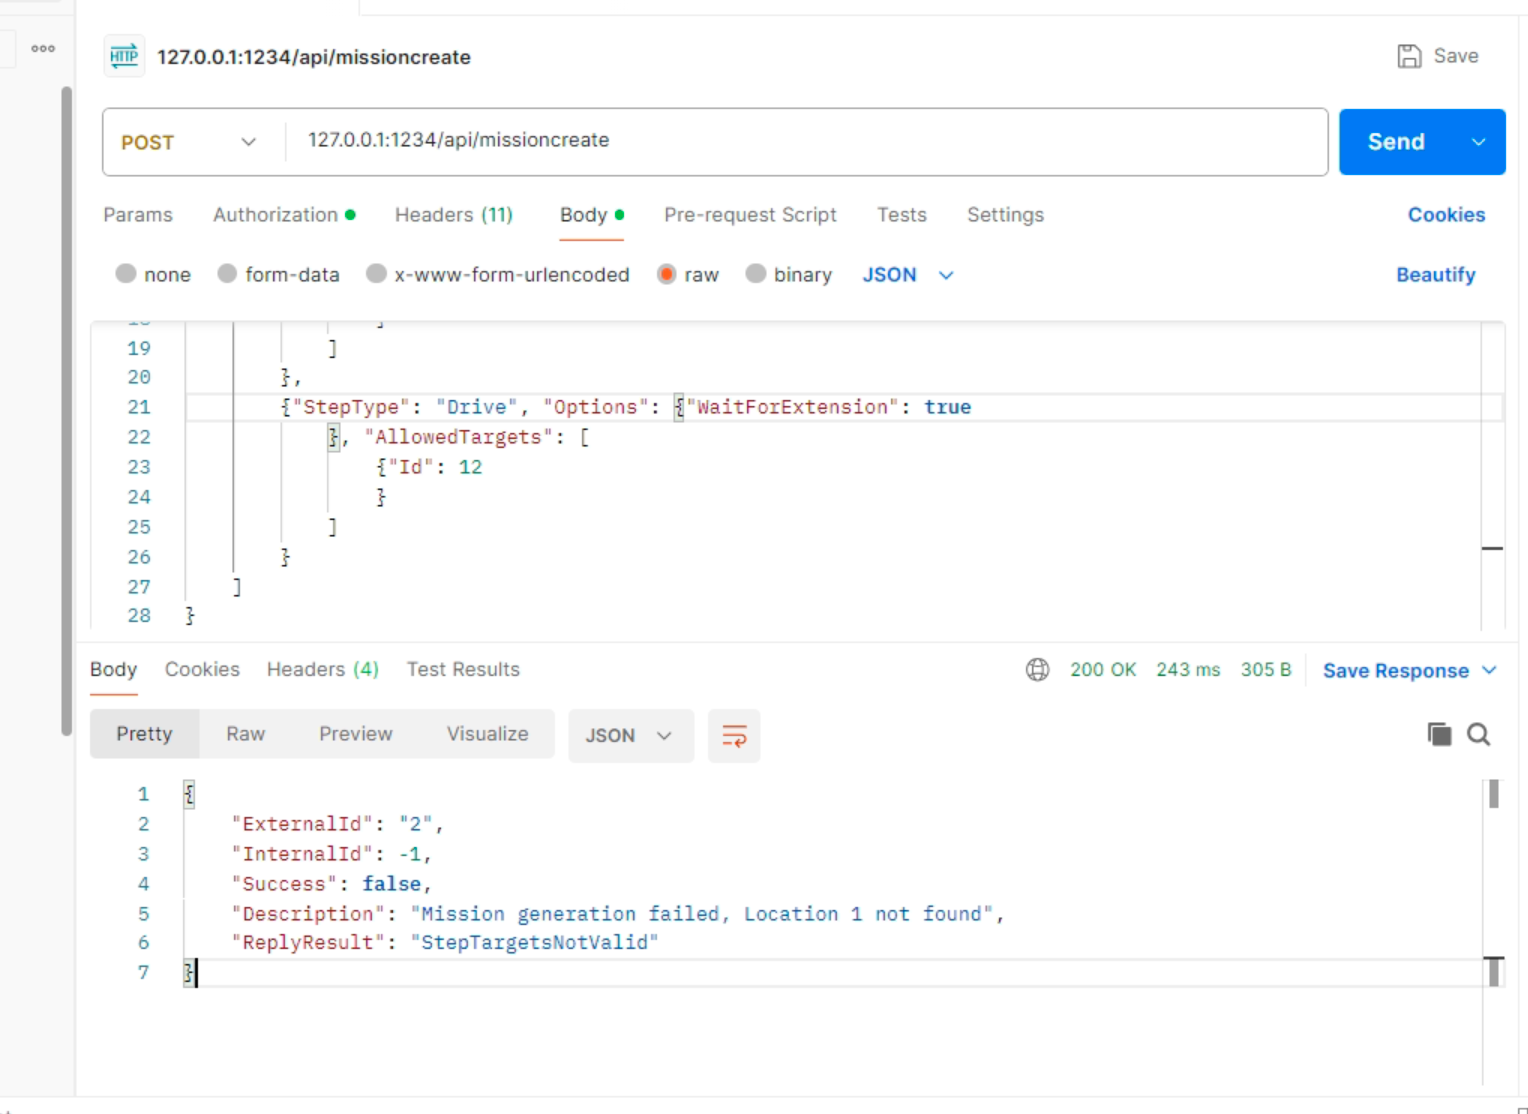 HTTP 127.0.0.1:1234/api/missioncreate Save
POST 127.0.0.1:1234/api/missioncreate Send
Params Authorization Headers (11) Body Pre-request Script Tests Settings Cookies
none form-data x-www-form-urlencoded raw binary JSON Beautify
19 ]
20 },
21 {"StepType": "Drive", "Options": {"WaitForExtension": true
22 }, "AllowedTargets": [
23 {"Id": 12
24 }
25 ]
26 }
27 ]
28 }
Body Cookies Headers (4) Test Results 200 OK 243 ms 305 B Save Response
Pretty Raw Preview Visualize JSON
1 {
2 "ExternalId": "2",
3 "InternalId": -1,
4 "Success": false,
5 "Description": "Mission generation failed, Location 1 not found",
6 "ReplyResult": "StepTargetsNotValid"
7 }